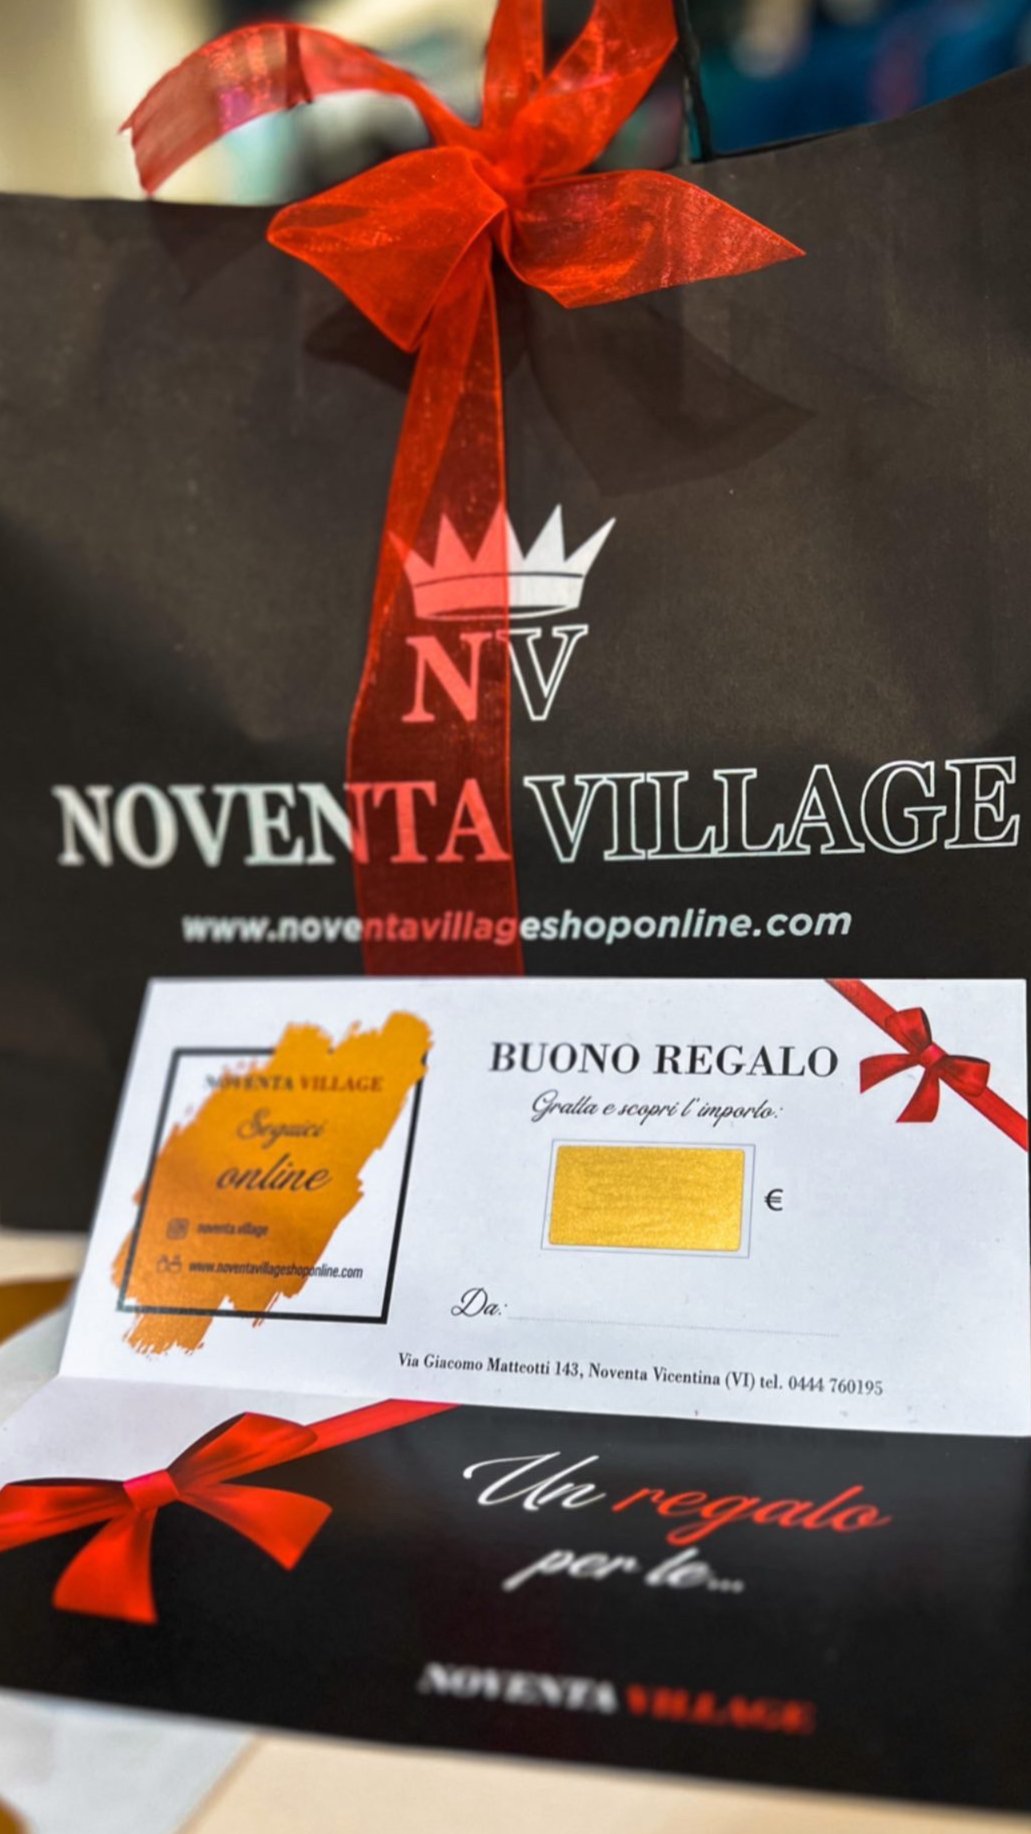 NV
NOVENTA VILLAGE
www.noventavillageshoponline.com
NOVENTA VILLAGE
Seguici
online
noventa.village
www.noventavillageshoponline.com
BUONO REGALO
Gratta e scopri l'importo:
€
Da:
Via Giacomo Matteotti 143, Noventa Vicentina (VI) tel. 0444 760195
Un regalo
per te...
NOVENTA VILLAGE